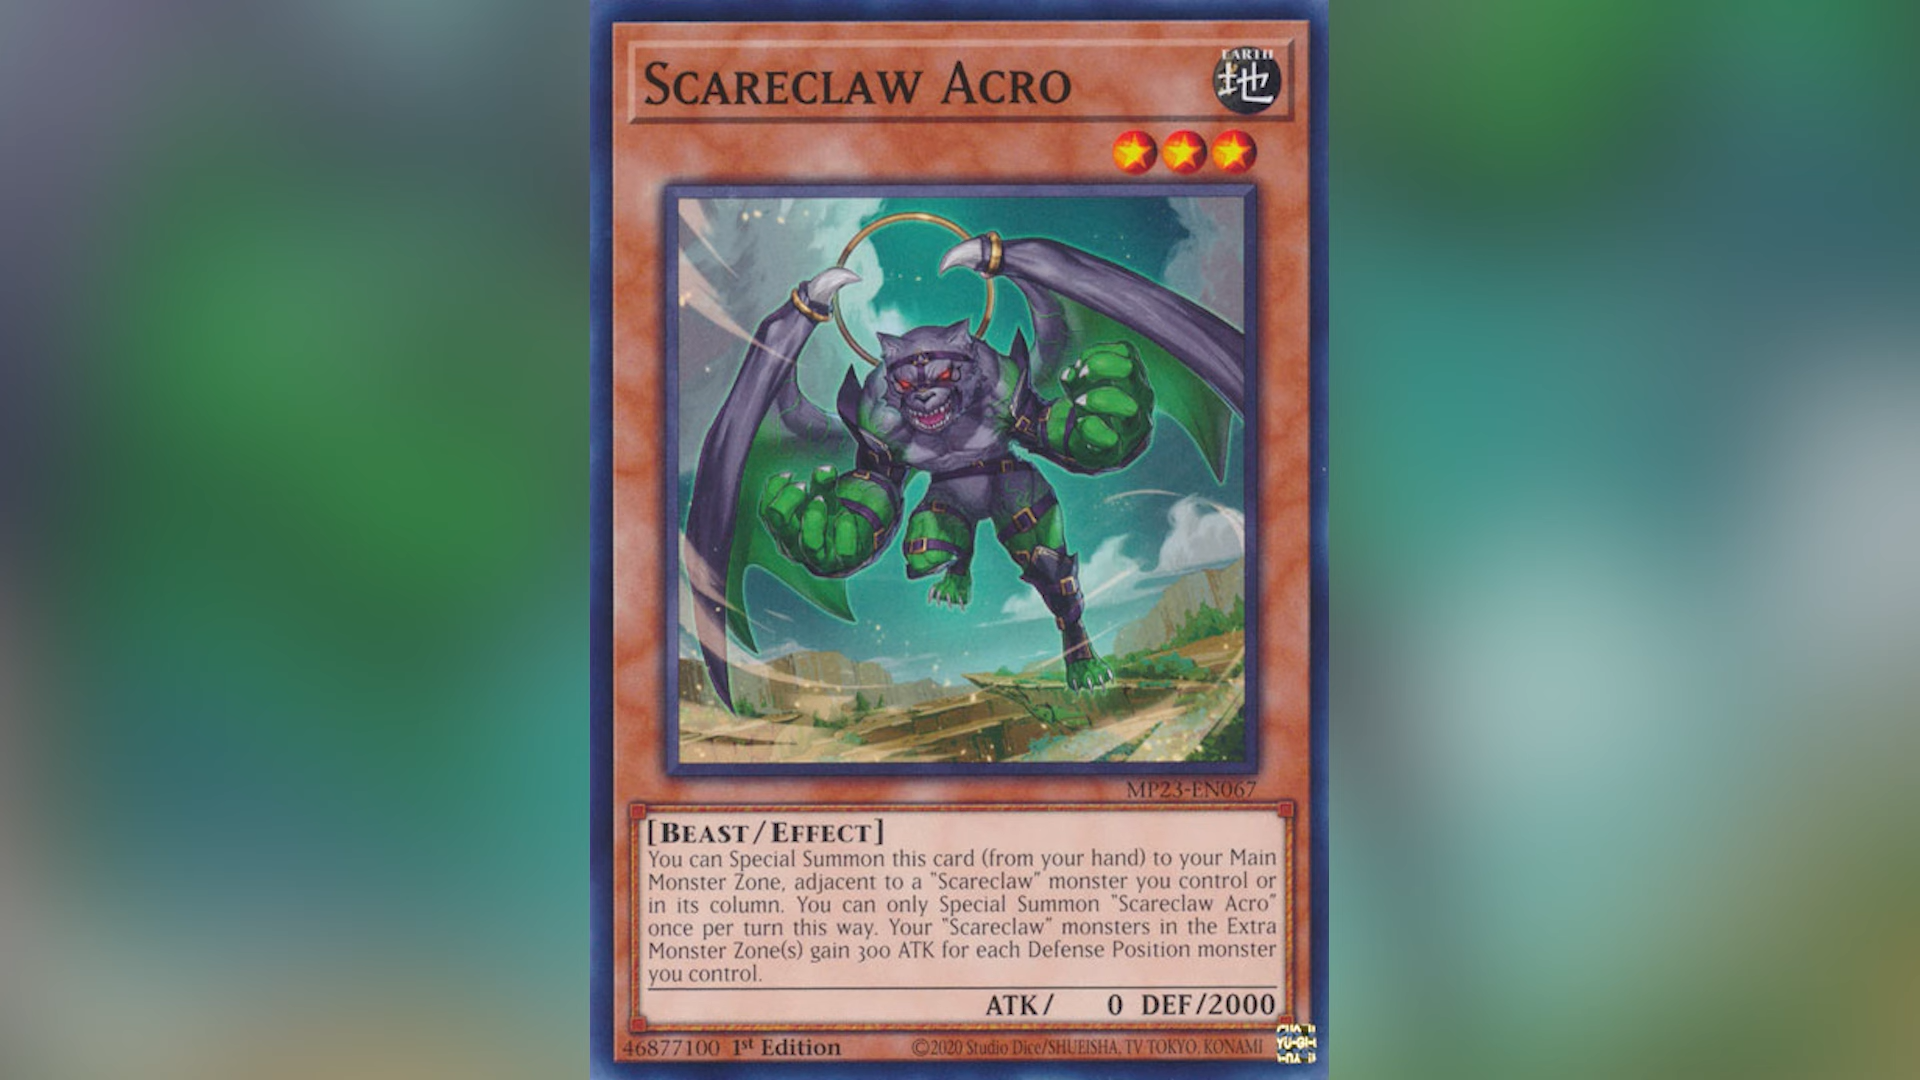 Scareclaw Acro
EARTH
地
MP23-EN067
[Beast/Effect]
You can Special Summon this card (from your hand) to your Main
Monster Zone, adjacent to a "Scareclaw" monster you control or
in its column. You can only Special Summon "Scareclaw Acro"
once per turn this way. Your "Scareclaw" monsters in the Extra
Monster Zone(s) gain 300 ATK for each Defense Position monster
you control.
ATK/ 0 DEF/2000
46877100 1st Edition ©2020 Studio Dice/SHUEISHA, TV TOKYO, KONAMI